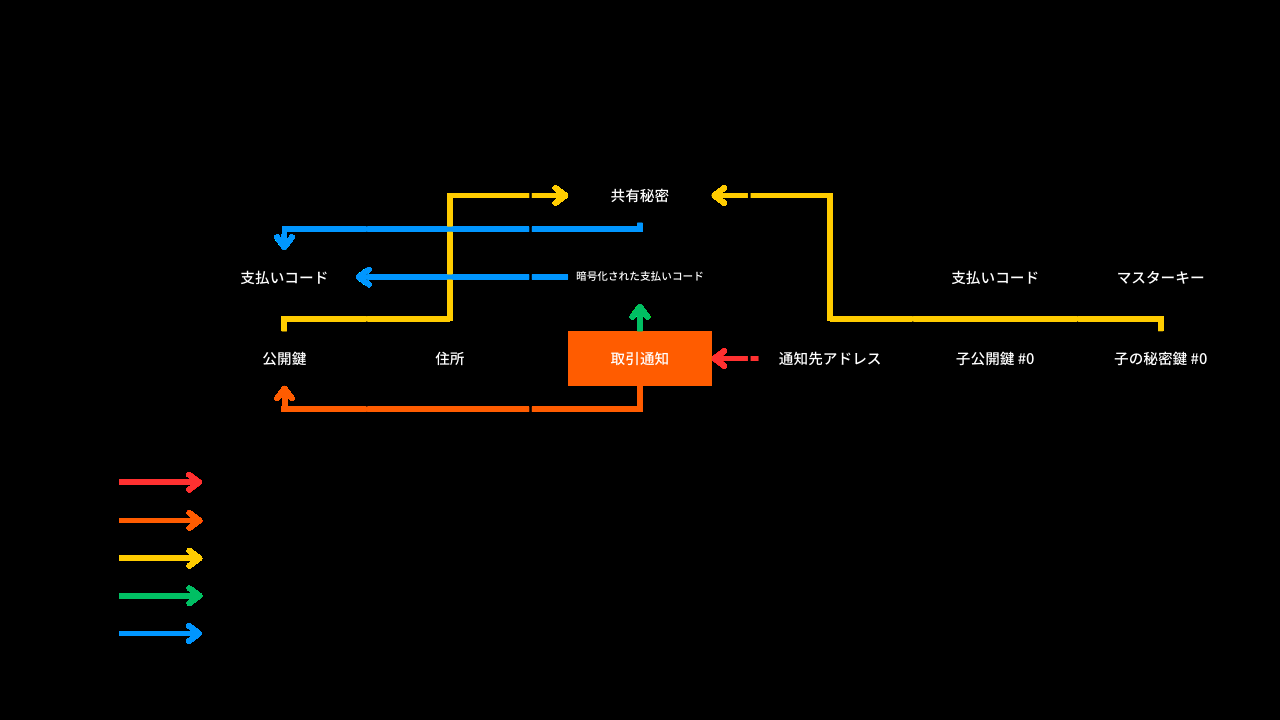 共有秘密
支払いコード
暗号化された支払いコード
支払いコード
マスターキー
公開鍵
住所
取引通知
通知先アドレス
子公開鍵 #0
子の秘密鍵 #0